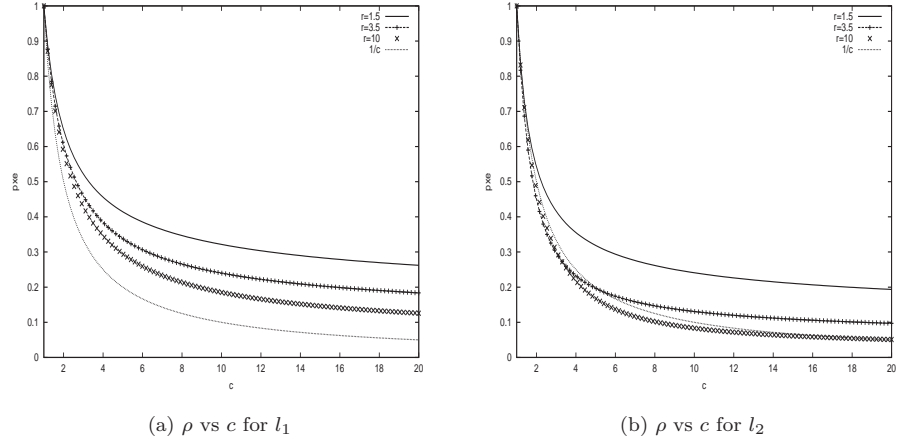 1
0.9
0.8
0.7
0.6
0.5
0.4
0.3
0.2
0.1
0
pxe
r=1.5
r=3.5
r=10
1/c
2 4 6 8 10 12 14 16 18 20
c
(a) ρ vs c for l₁
1
0.9
0.8
0.7
0.6
0.5
0.4
0.3
0.2
0.1
0
pxe
r=1.5
r=3.5
r=10
1/c
2 4 6 8 10 12 14 16 18 20
c
(b) ρ vs c for l₂